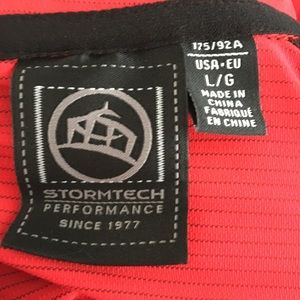 STORMTECH
PERFORMANCE
SINCE 1977
175/92A
USA•EU
L/G
MADE IN
CHINA
FABRIQUÉ
EN CHINE